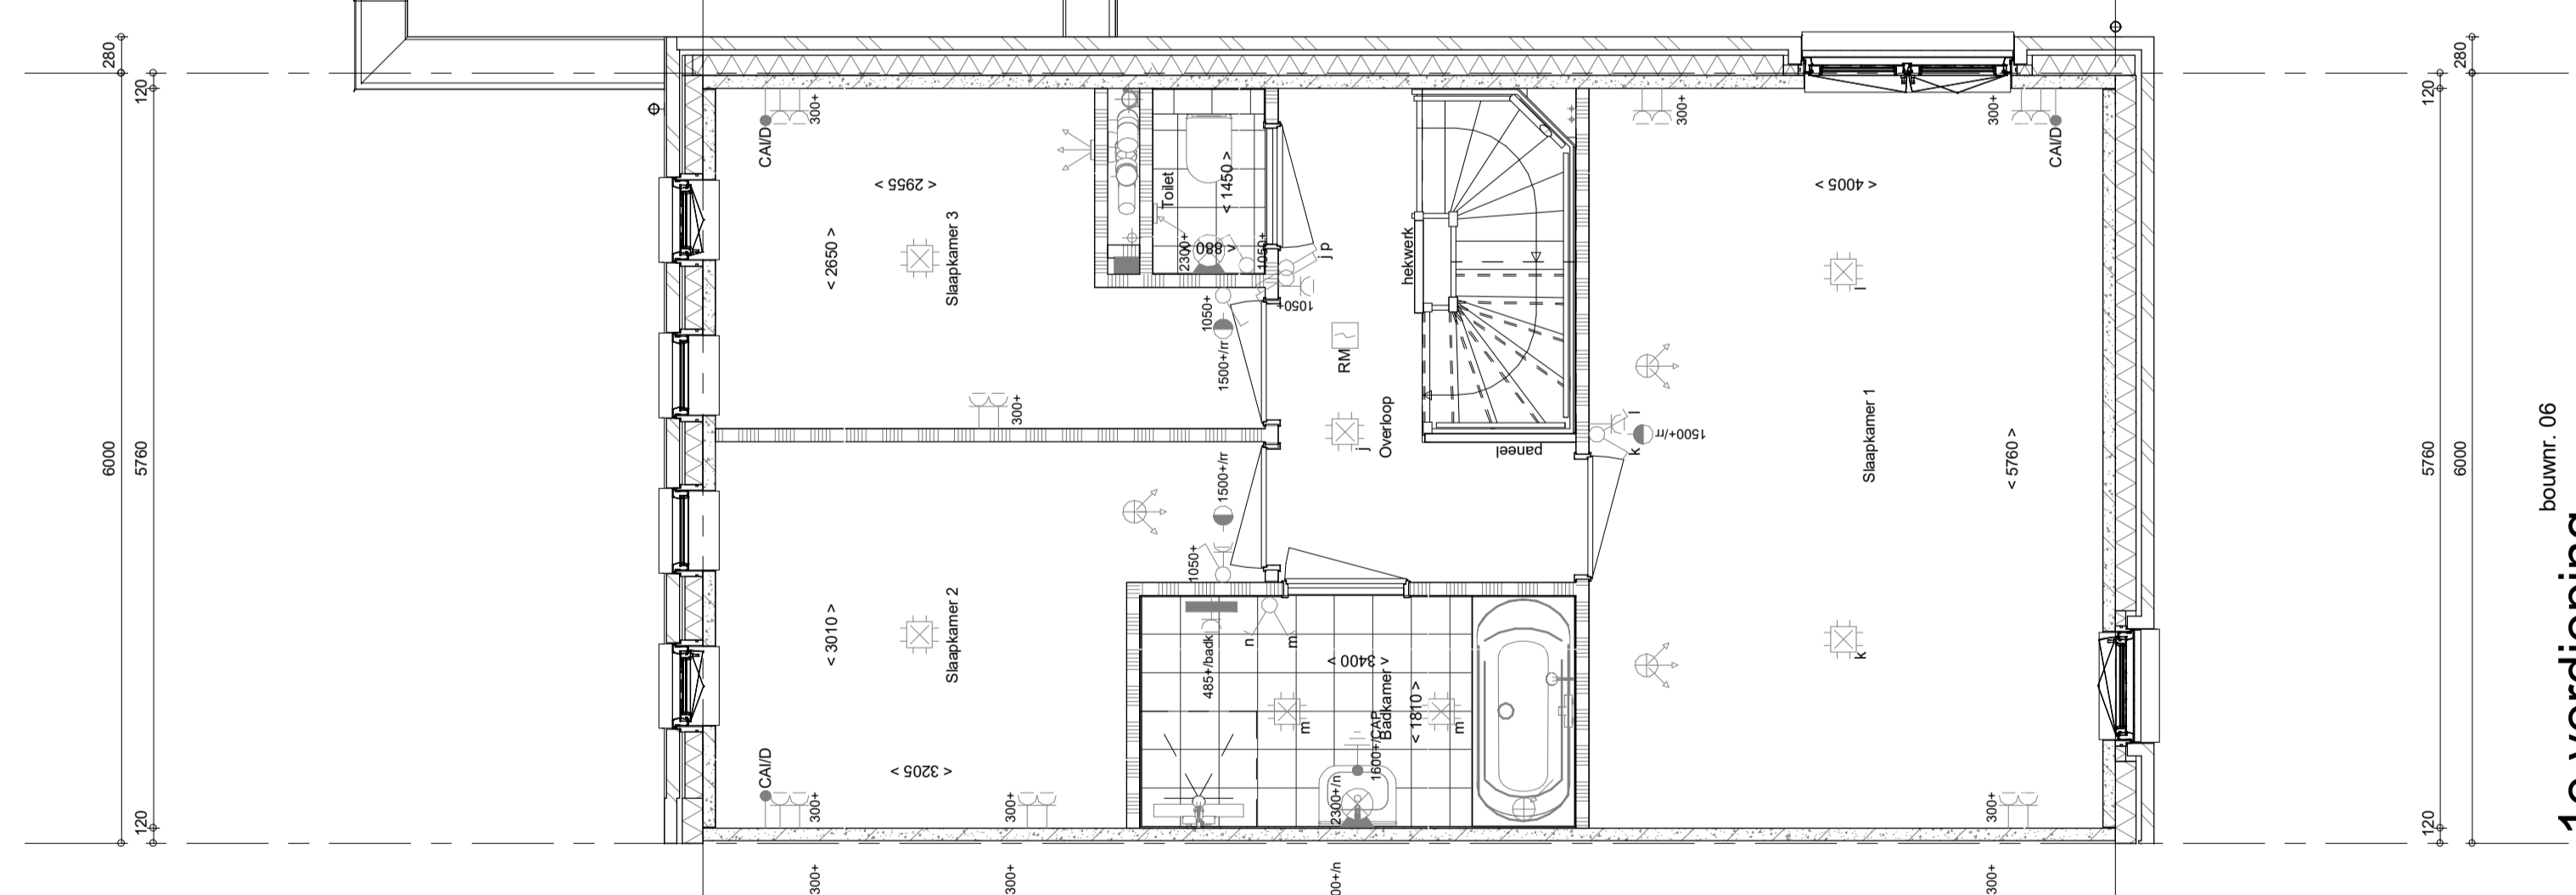 280
120
6000
5760
120
CAI/D
300+
< 2955 >
< 2650 >
Slaapkamer 3
300+
1050+
1500+/rr
Toilet
< 1450 >
2300+
< 880 >
1050+
1050+
j p
hekwerk
RM
Overloop
j
paneel
300+
300+
CAI/D
< 4005 >
l
Slaapkamer 1
< 5760 >
l
k
1500+/rr
k
300+
1500+/rr
1050+
< 3010 >
Slaapkamer 2
< 3205 >
CAI/D
300+
300+
485+/badk
n
m
< 3400 >
Badkamer
< 1810 >
m
m
1600+/CAP
2300+/n
300+
300+
00+/n
300+
280
120
5760
6000
120
bouwnr. 06
1e verdieping